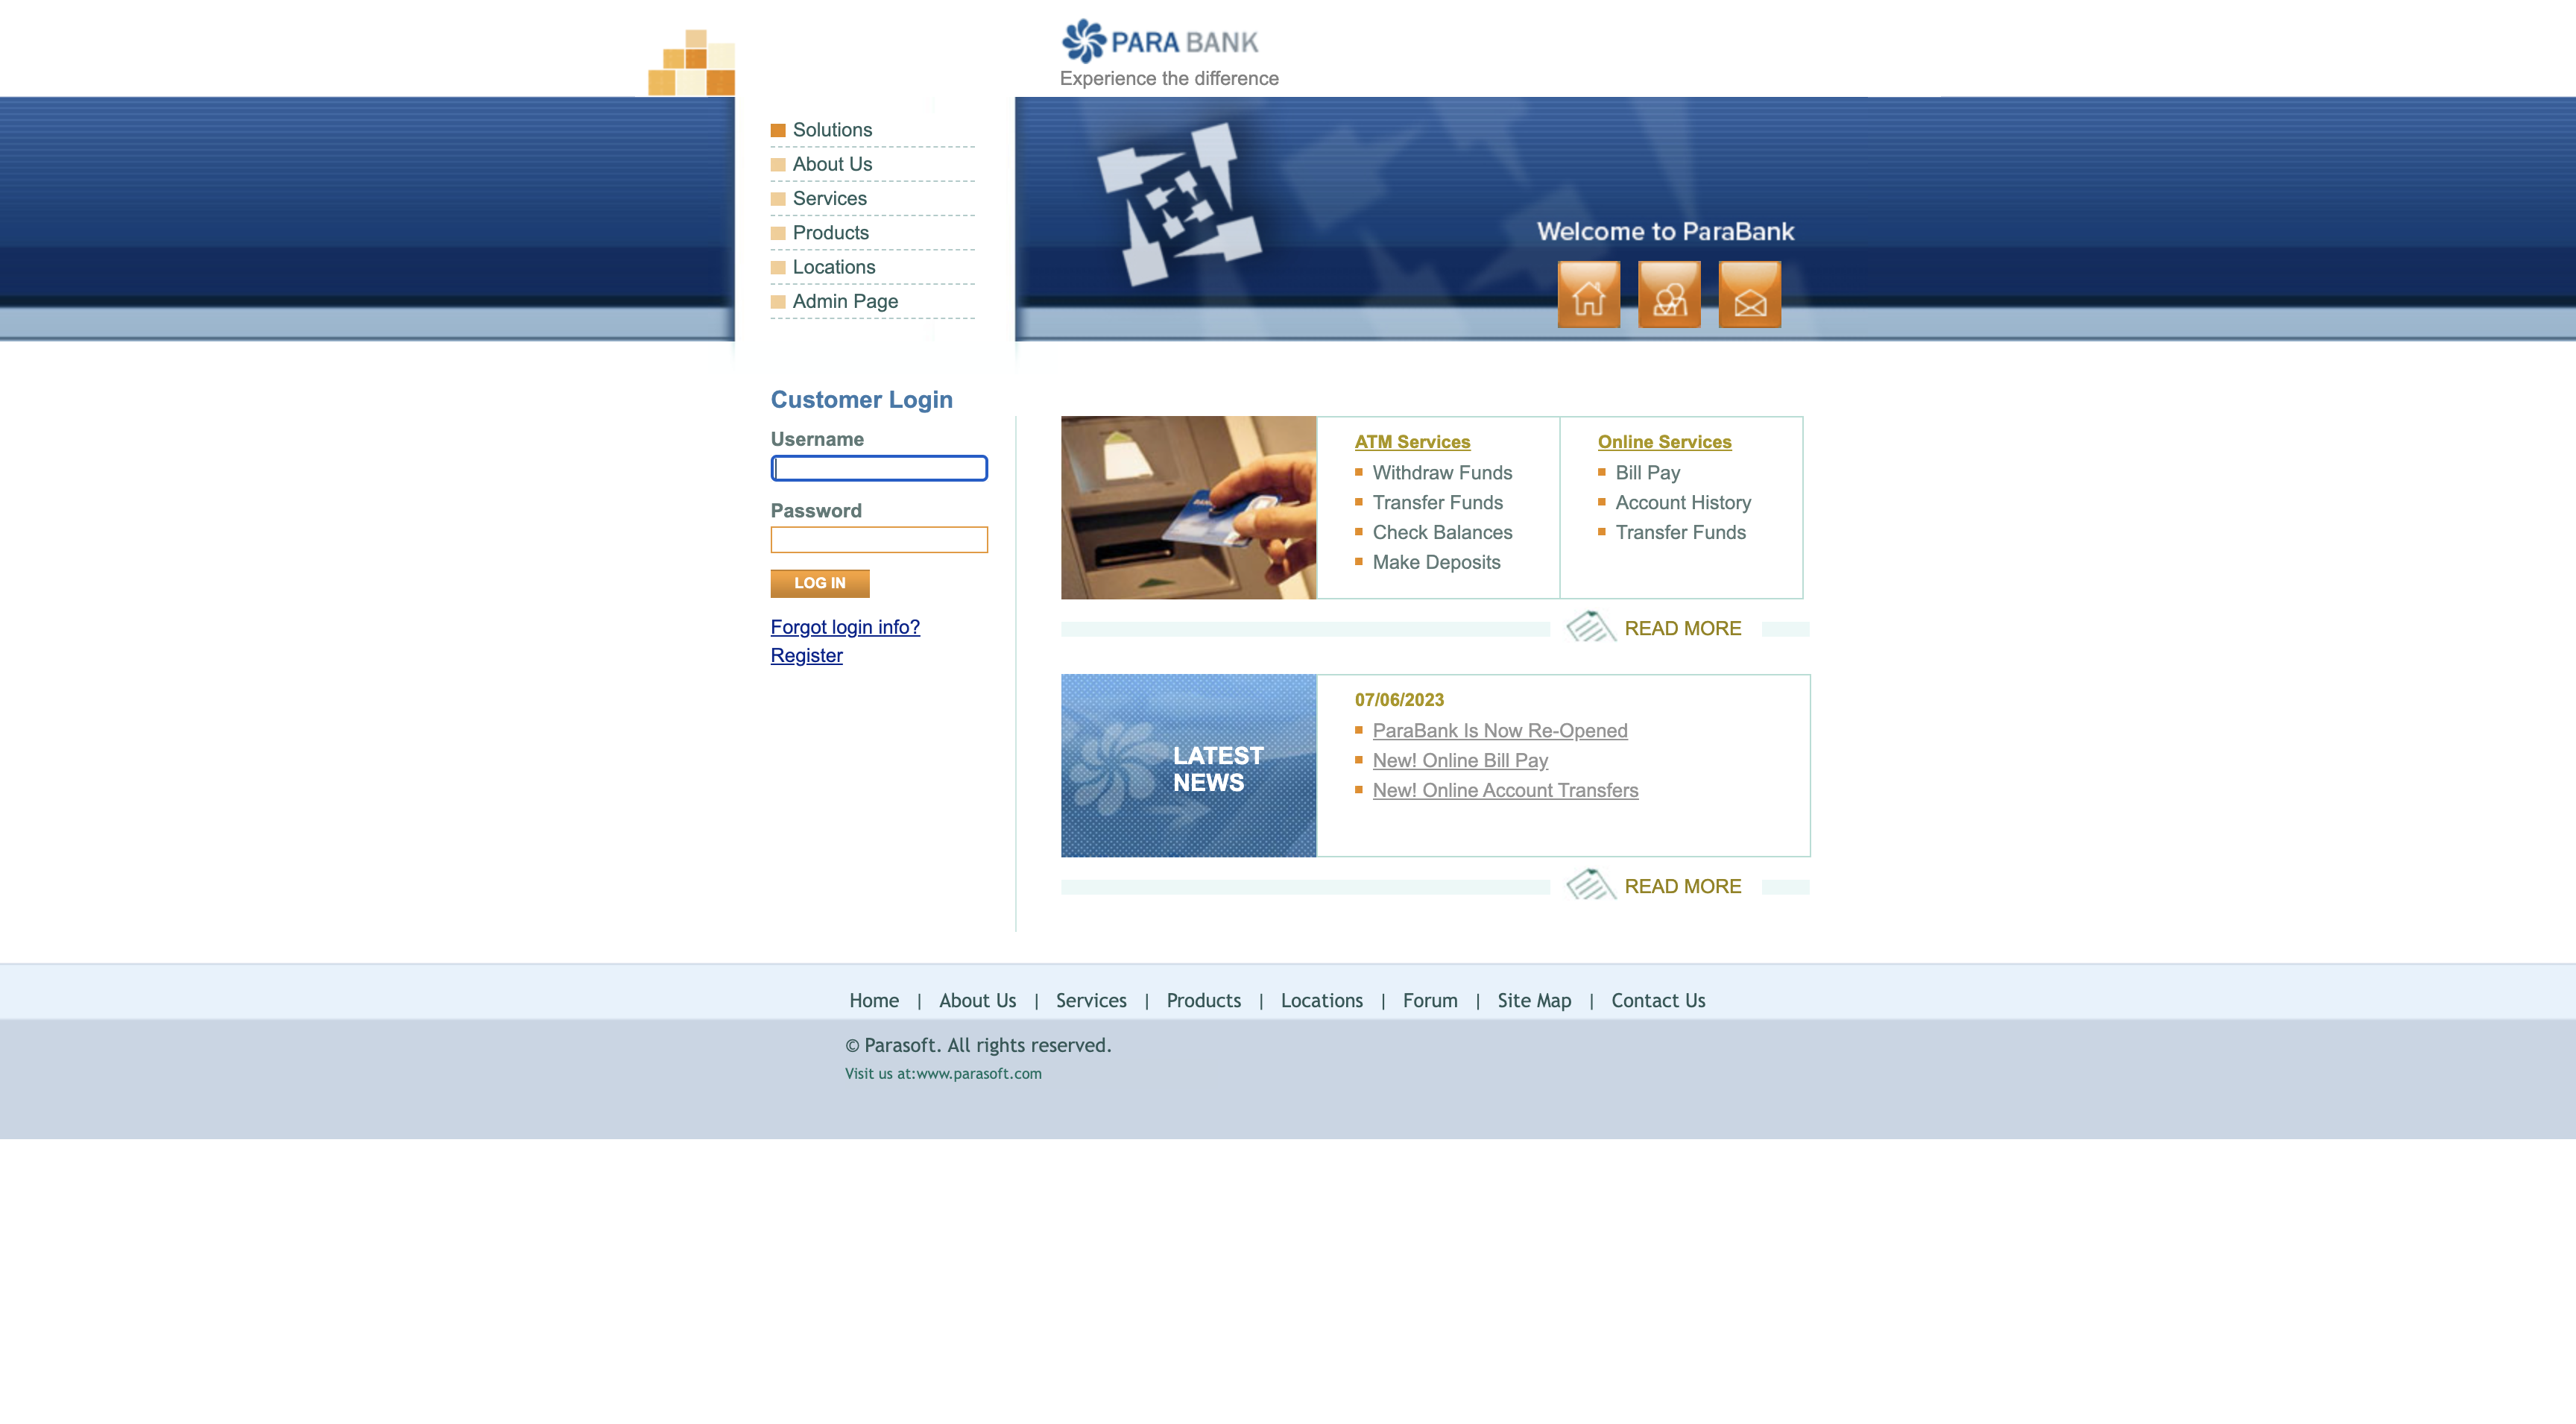 PARA BANK
Experience the difference
Solutions
About Us
Services
Products
Locations
Admin Page
Welcome to ParaBank
Customer Login
Username
Password
LOG IN
Forgot login info?
Register
ATM Services
Withdraw Funds
Transfer Funds
Check Balances
Make Deposits
Online Services
Bill Pay
Account History
Transfer Funds
READ MORE
LATEST
NEWS
07/06/2023
ParaBank Is Now Re-Opened
New! Online Bill Pay
New! Online Account Transfers
READ MORE
Home | About Us | Services | Products | Locations | Forum | Site Map | Contact Us
© Parasoft. All rights reserved.
Visit us at:www.parasoft.com